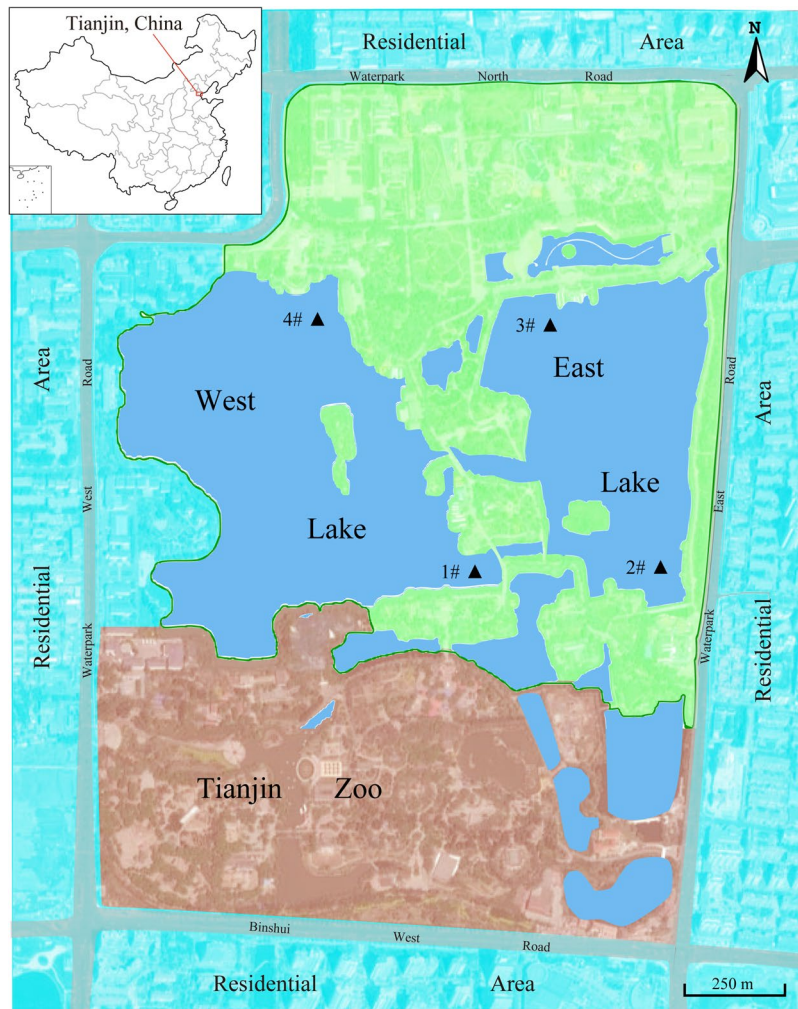 Tianjin, China
Residential Area
N
Waterpark North Road
4#
3#
East
West
Lake
Lake
1#
2#
Tianjin Zoo
Residential Area
Waterpark West Road
Residential Area
Waterpark East Road
Binshui West Road
Residential Area
250 m